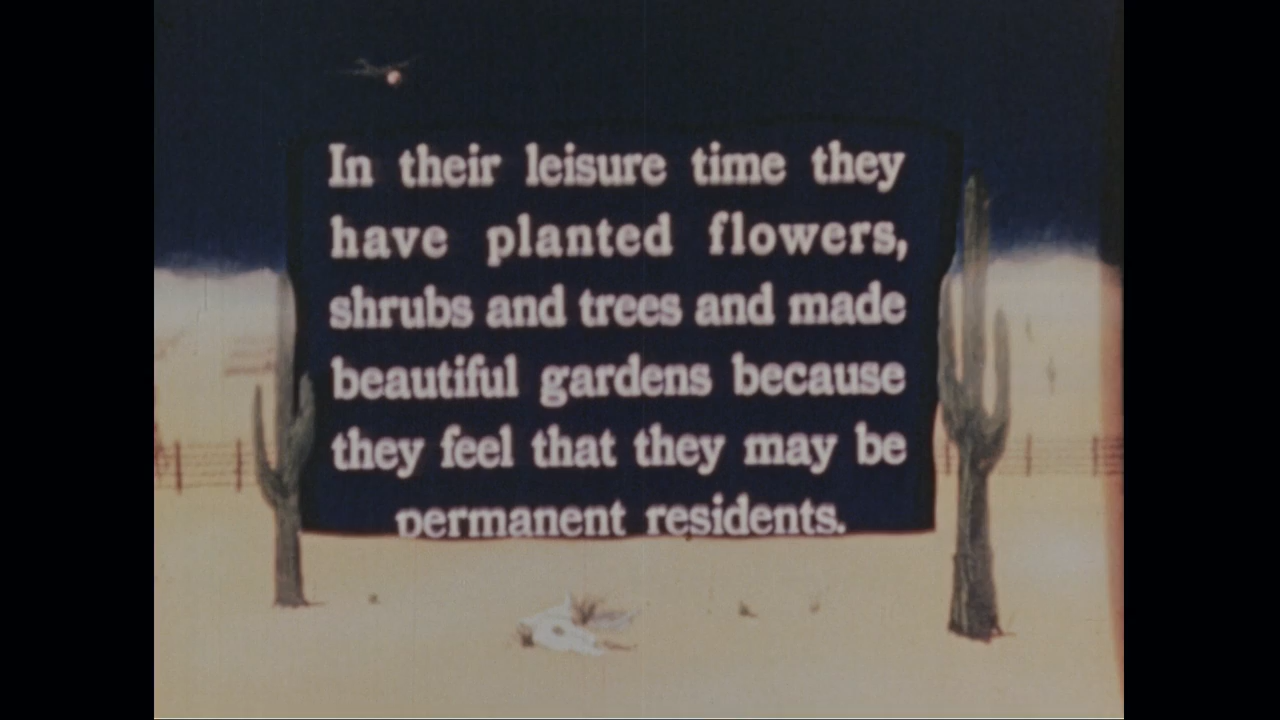 In their leisure time they
have planted flowers,
shrubs and trees and made
beautiful gardens because
they feel that they may be
permanent residents.